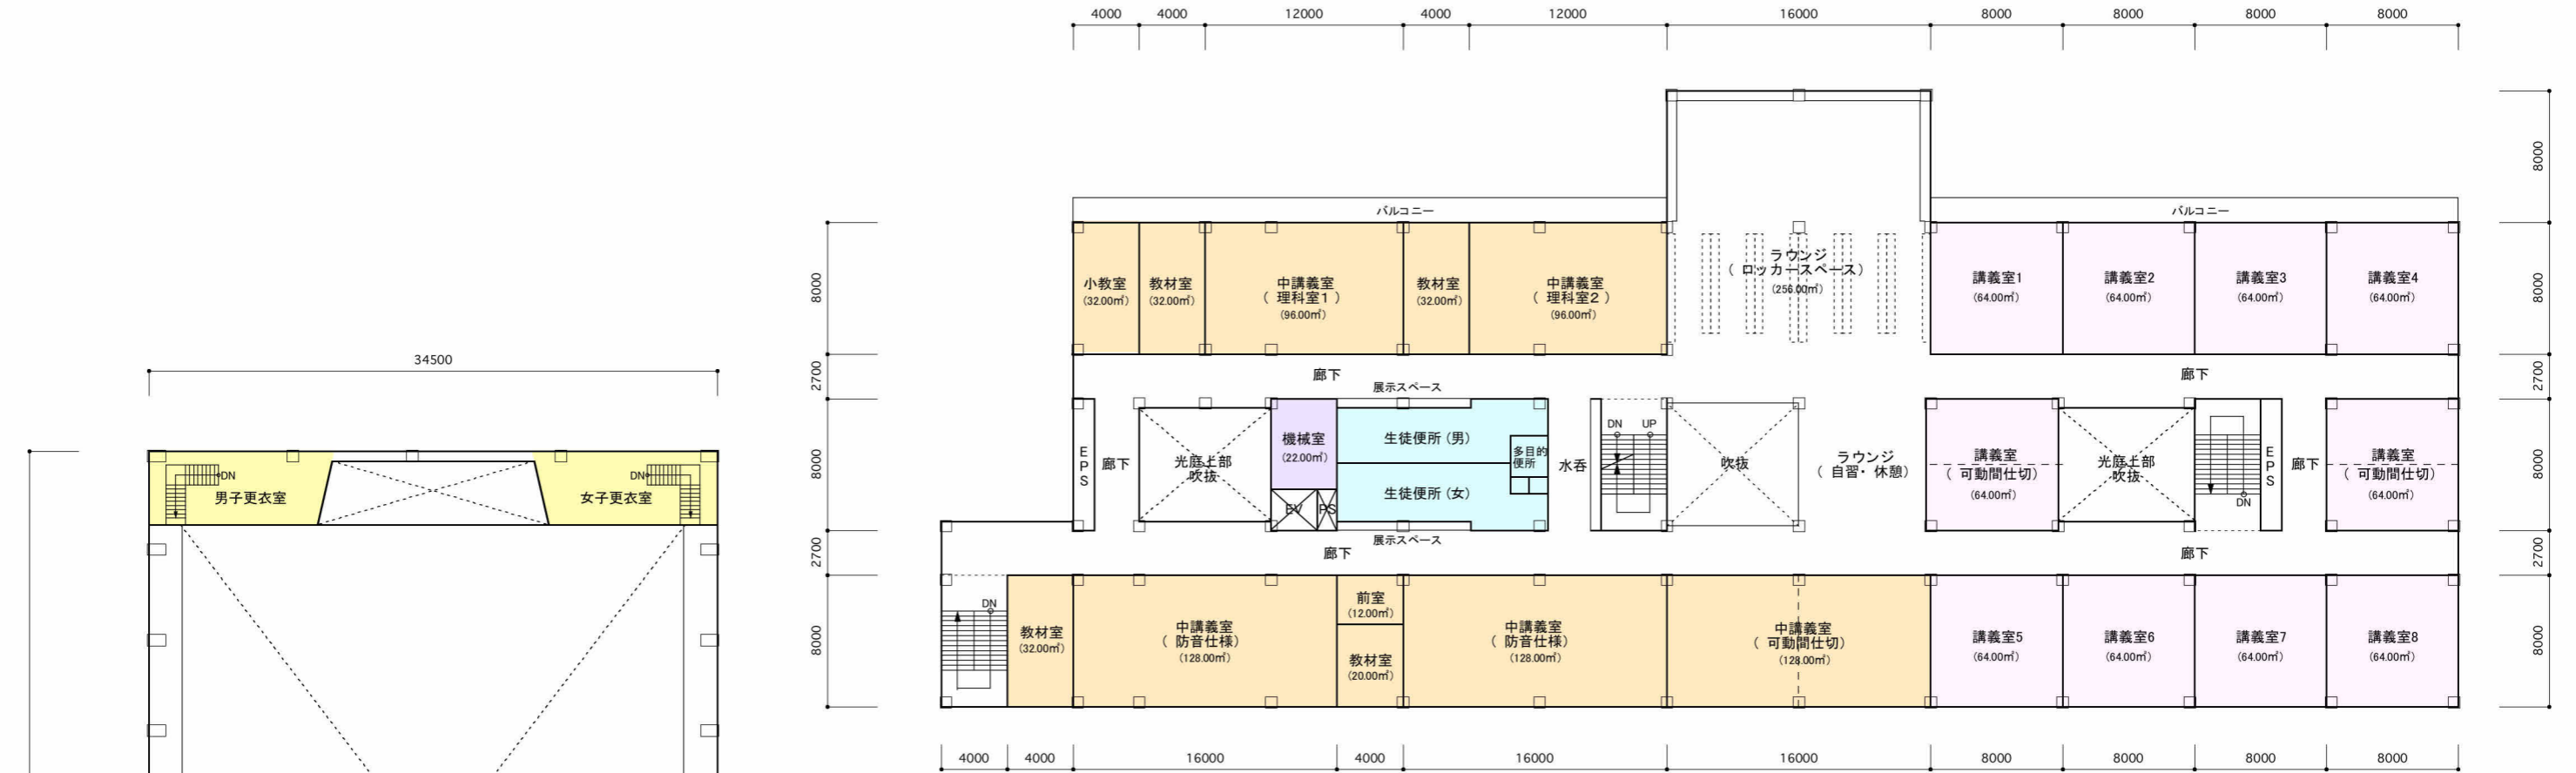 4000 4000 12000 4000 12000 16000 8000 8000 8000 8000
8000
バルコニー バルコニー
ラウンジ
（ ロッカースペース）
（256.00㎡）
小教室
（32.00㎡）
教材室
（32.00㎡）
中講義室
（ 理科室１ ）
（96.00㎡）
教材室
（32.00㎡）
中講義室
（ 理科室２ ）
（96.00㎡）
講義室1
（64.00㎡）
講義室2
（64.00㎡）
講義室3
（64.00㎡）
講義室4
（64.00㎡）
8000
8000
34500
2700
廊下
展示スペース
廊下
2700
男子更衣室
DN
女子更衣室
DN
8000
EPS
廊下
光庭上部
吹抜
機械室
（22.00㎡）
EV
PS
生徒便所（男）
生徒便所（女）
多目的
便所
水呑
DN UP
吹抜
ラウンジ
（ 自習・休憩）
講義室
（ 可動間仕切）
（64.00㎡）
光庭上部
吹抜
DN
EPS
廊下
講義室
（ 可動間仕切）
（64.00㎡）
8000
2700
廊下
展示スペース
廊下
2700
8000
DN
教材室
（32.00㎡）
中講義室
（ 防音仕様）
（128.00㎡）
前室
（12.00㎡）
教材室
（20.00㎡）
中講義室
（ 防音仕様）
（128.00㎡）
中講義室
（ 可動間仕切）
（128.00㎡）
講義室5
（64.00㎡）
講義室6
（64.00㎡）
講義室7
（64.00㎡）
講義室8
（64.00㎡）
8000
4000 4000 16000 4000 16000 16000 8000 8000 8000 8000